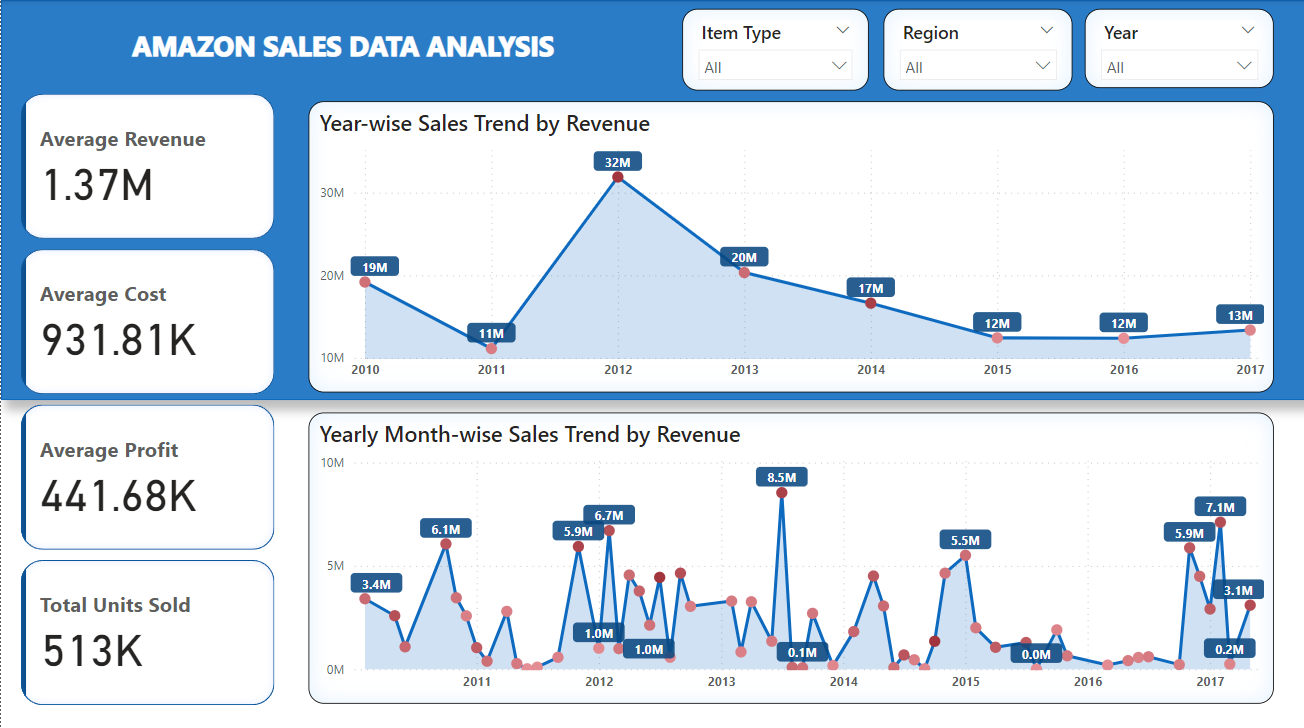 AMAZON SALES DATA ANALYSIS
Item Type
All
Region
All
Year
All
Average Revenue
1.37M
Average Cost
931.81K
Average Profit
441.68K
Total Units Sold
513K
Year-wise Sales Trend by Revenue
30M
20M
10M
19M
11M
32M
20M
17M
12M
12M
13M
2010 2011 2012 2013 2014 2015 2016 2017
Yearly Month-wise Sales Trend by Revenue
10M
5M
0M
3.4M
6.1M
5.9M
1.0M
6.7M
1.0M
8.5M
0.1M
5.5M
0.0M
5.9M
7.1M
0.2M
3.1M
2011 2012 2013 2014 2015 2016 2017